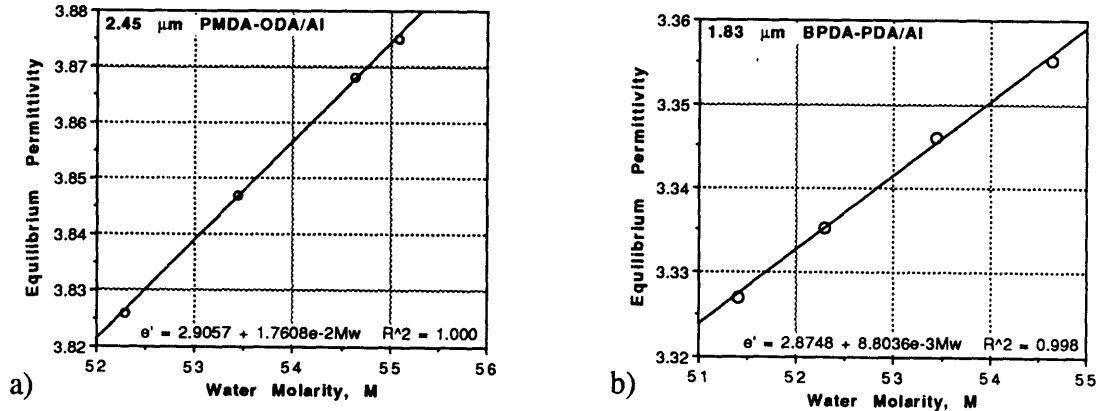 2.45 μm PMDA-ODA/Al
Equilibrium Permittivity
3.88
3.87
3.86
3.85
3.84
3.83
3.82
e' = 2.9057 + 1.7608e-2Mw R^2 = 1.000
52 53 54 55 56
Water Molarity, M
a)
1.83 μm BPDA-PDA/Al
Equilibrium Permittivity
3.36
3.35
3.34
3.33
3.32
e' = 2.8748 + 8.8036e-3Mw R^2 = 0.998
51 52 53 54 55
Water Molarity, M
b)